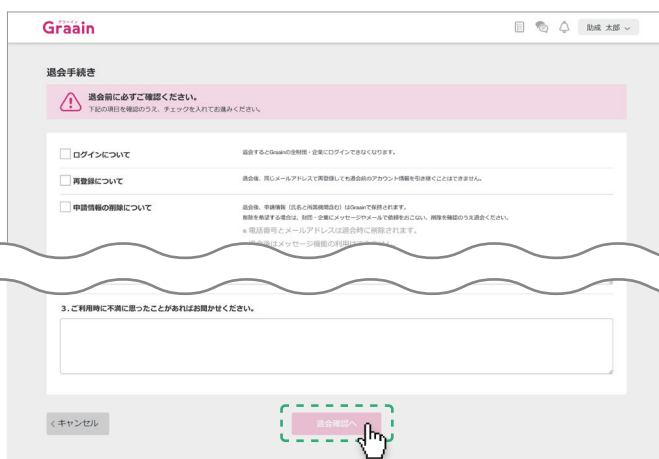 グラーイン
Graain
助成 太郎
退会手続き
退会前に必ずご確認ください。
下記の項目を確認のうえ、チェックを入れてお進みください。
ログインについて
退会するとGraainの全財団・企業にログインできなくなります。
再登録について
退会後、同じメールアドレスで再登録しても退会前のアカウント情報を引き継ぐことはできません。
申請情報の削除について
退会後、申請情報（氏名と所属機関含む）はGraainで保持されます。
削除を希望する場合は、財団・企業にメッセージやメールで依頼をおこない、削除を確認のうえ退会ください。
※電話番号とメールアドレスは退会時に削除されます。
3. ご利用時に不満に思ったことがあればお聞かせください。
< キャンセル
退会確認へ